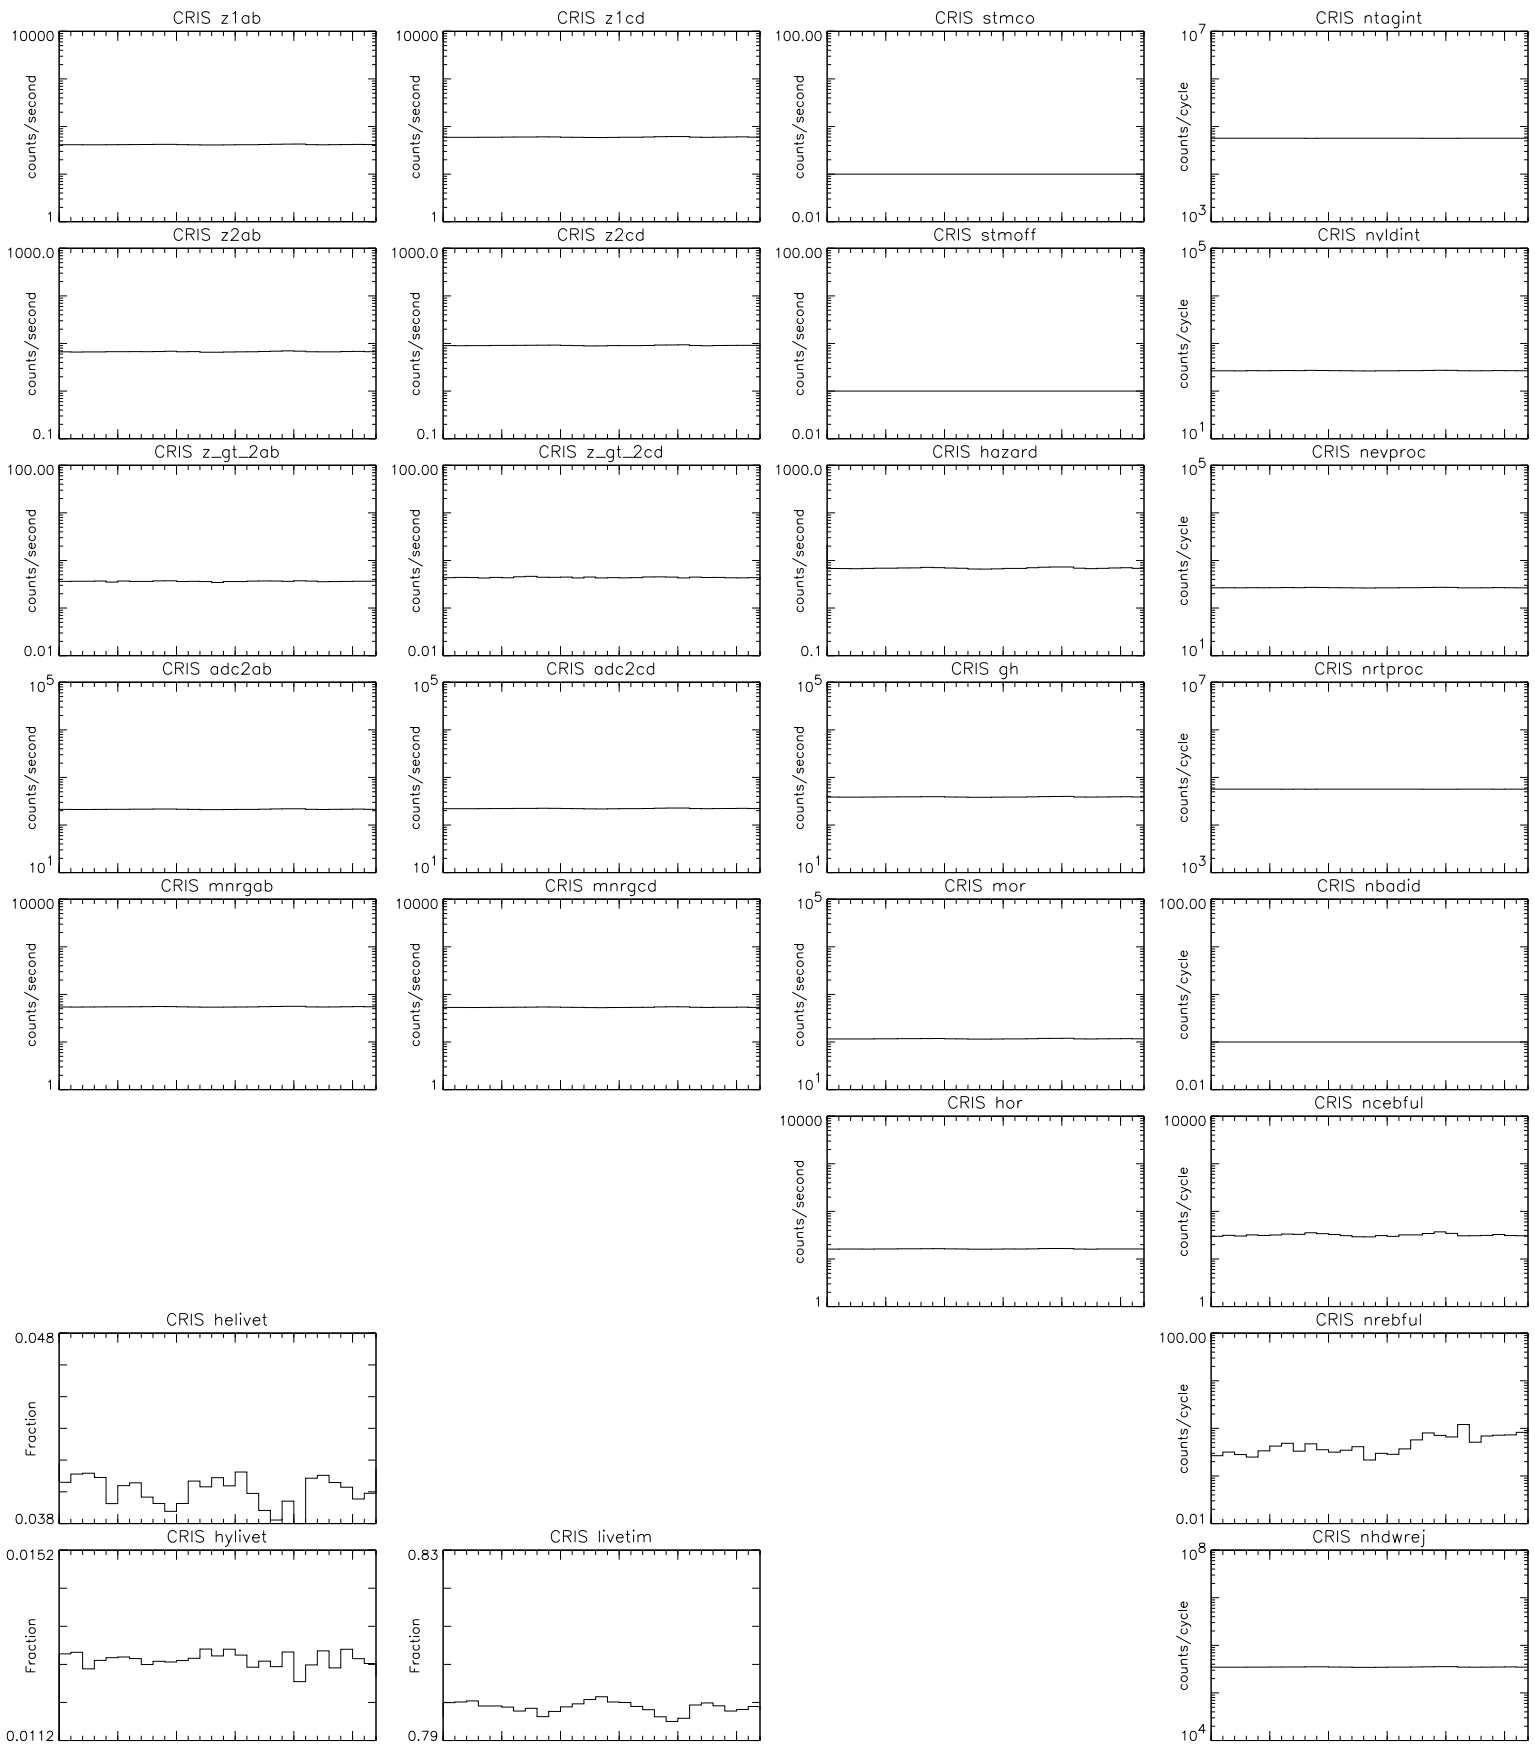 CRIS z1ab
10000
counts/second
1
CRIS z1cd
10000
counts/second
1
CRIS stmco
100.00
0.01
CRIS ntagint
10^7
counts/cycle
10^3
CRIS z2ab
1000.0
counts/second
0.1
CRIS z2cd
1000.0
counts/second
0.1
CRIS stmoff
100.00
0.01
CRIS nvldint
10^5
counts/cycle
10^1
CRIS z_gt_2ab
100.00
counts/second
0.01
CRIS z_gt_2cd
100.00
counts/second
0.01
CRIS hazard
1000.0
counts/second
0.1
CRIS nevproc
10^5
counts/cycle
10^1
CRIS adc2ab
10^5
counts/second
10^1
CRIS adc2cd
10^5
counts/second
10^1
CRIS gh
10^5
counts/second
10^1
CRIS nrtproc
10^7
counts/cycle
10^3
CRIS mnrgab
10000
counts/second
1
CRIS mnrgcd
10000
counts/second
1
CRIS mor
10^5
counts/second
10^1
CRIS nbadid
100.00
counts/cycle
0.01
CRIS hor
10000
counts/second
1
CRIS ncebful
10000
counts/cycle
1
CRIS helivet
0.048
Fraction
0.038
CRIS nrebful
100.00
counts/cycle
0.01
CRIS hylivet
0.0152
Fraction
0.0112
CRIS livetim
0.83
Fraction
0.79
CRIS nhdwrej
10^8
counts/cycle
10^4